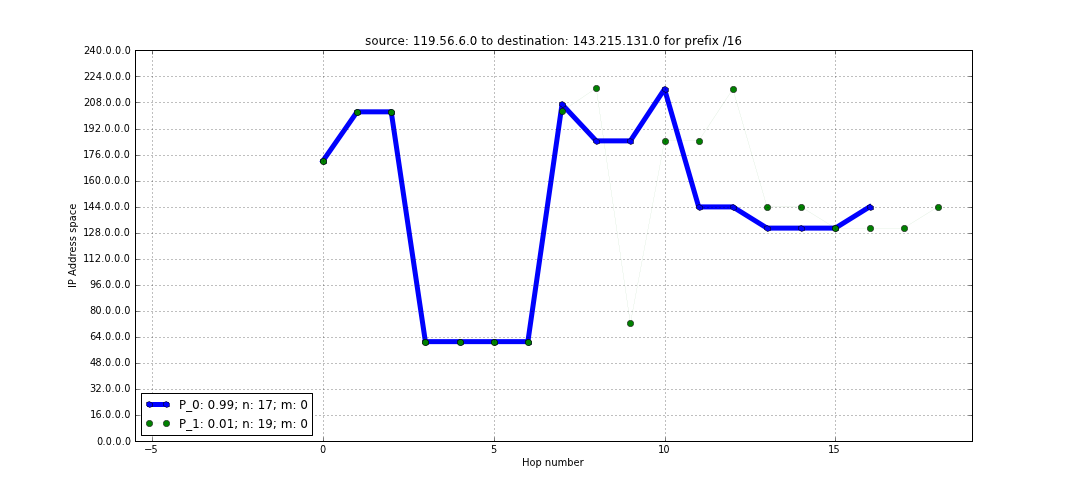 source: 119.56.6.0 to destination: 143.215.131.0 for prefix /16
240.0.0.0
224.0.0.0
208.0.0.0
192.0.0.0
176.0.0.0
160.0.0.0
144.0.0.0
128.0.0.0
112.0.0.0
96.0.0.0
80.0.0.0
64.0.0.0
48.0.0.0
32.0.0.0
16.0.0.0
0.0.0.0
IP Address space
P_0: 0.99; n: 17; m: 0
P_1: 0.01; n: 19; m: 0
−5 0 5 10 15
Hop number